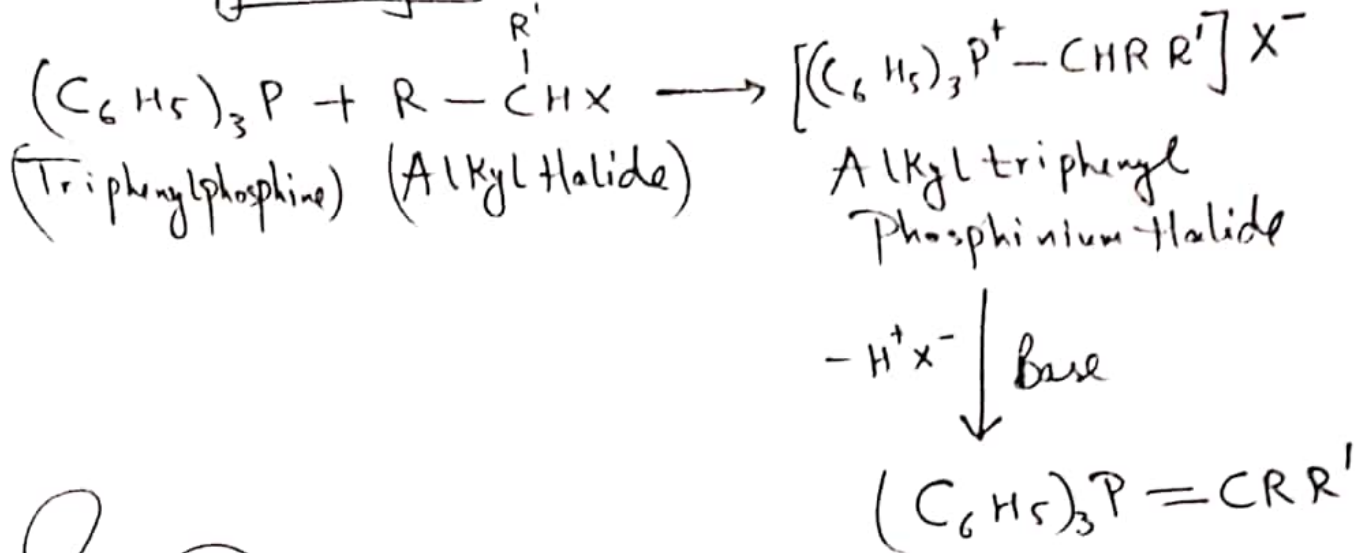 R'
|
(C₆H₅)₃P + R — CHX ⟶ [(C₆H₅)₃P⁺ — CHRR'] X⁻
(Triphenylphosphine) (Alkyl Halide) Alkyl triphenyl
Phosphinium Halide
- H⁺X⁻ ↓ Base
(C₆H₅)₃P = CRR'